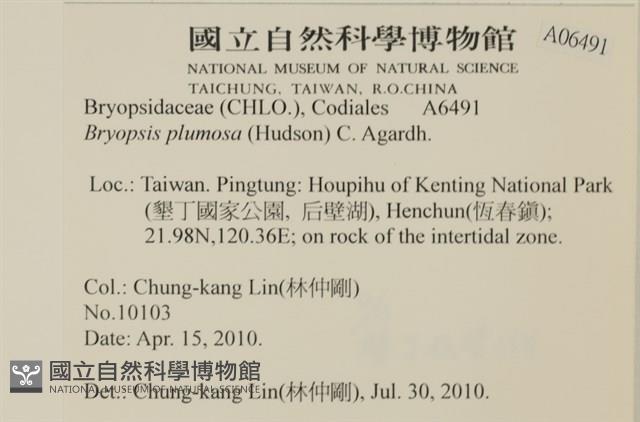 國立自然科學博物館
A06491
NATIONAL MUSEUM OF NATURAL SCIENCE
TAICHUNG, TAIWAN, R.O.CHINA
Bryopsidaceae (CHLO.), Codiales A6491
Bryopsis plumosa (Hudson) C. Agardh.
Loc.: Taiwan. Pingtung: Houpihu of Kenting National Park
(墾丁國家公園, 后壁湖), Henchun(恆春鎮);
21.98N,120.36E; on rock of the intertidal zone.
Col.: Chung-kang Lin(林仲剛)
No.10103
Date: Apr. 15, 2010.
國立自然科學博物館
NATIONAL MUSEUM OF NATURAL SCIENCE
Det.: Chung-kang Lin(林仲剛), Jul. 30, 2010.